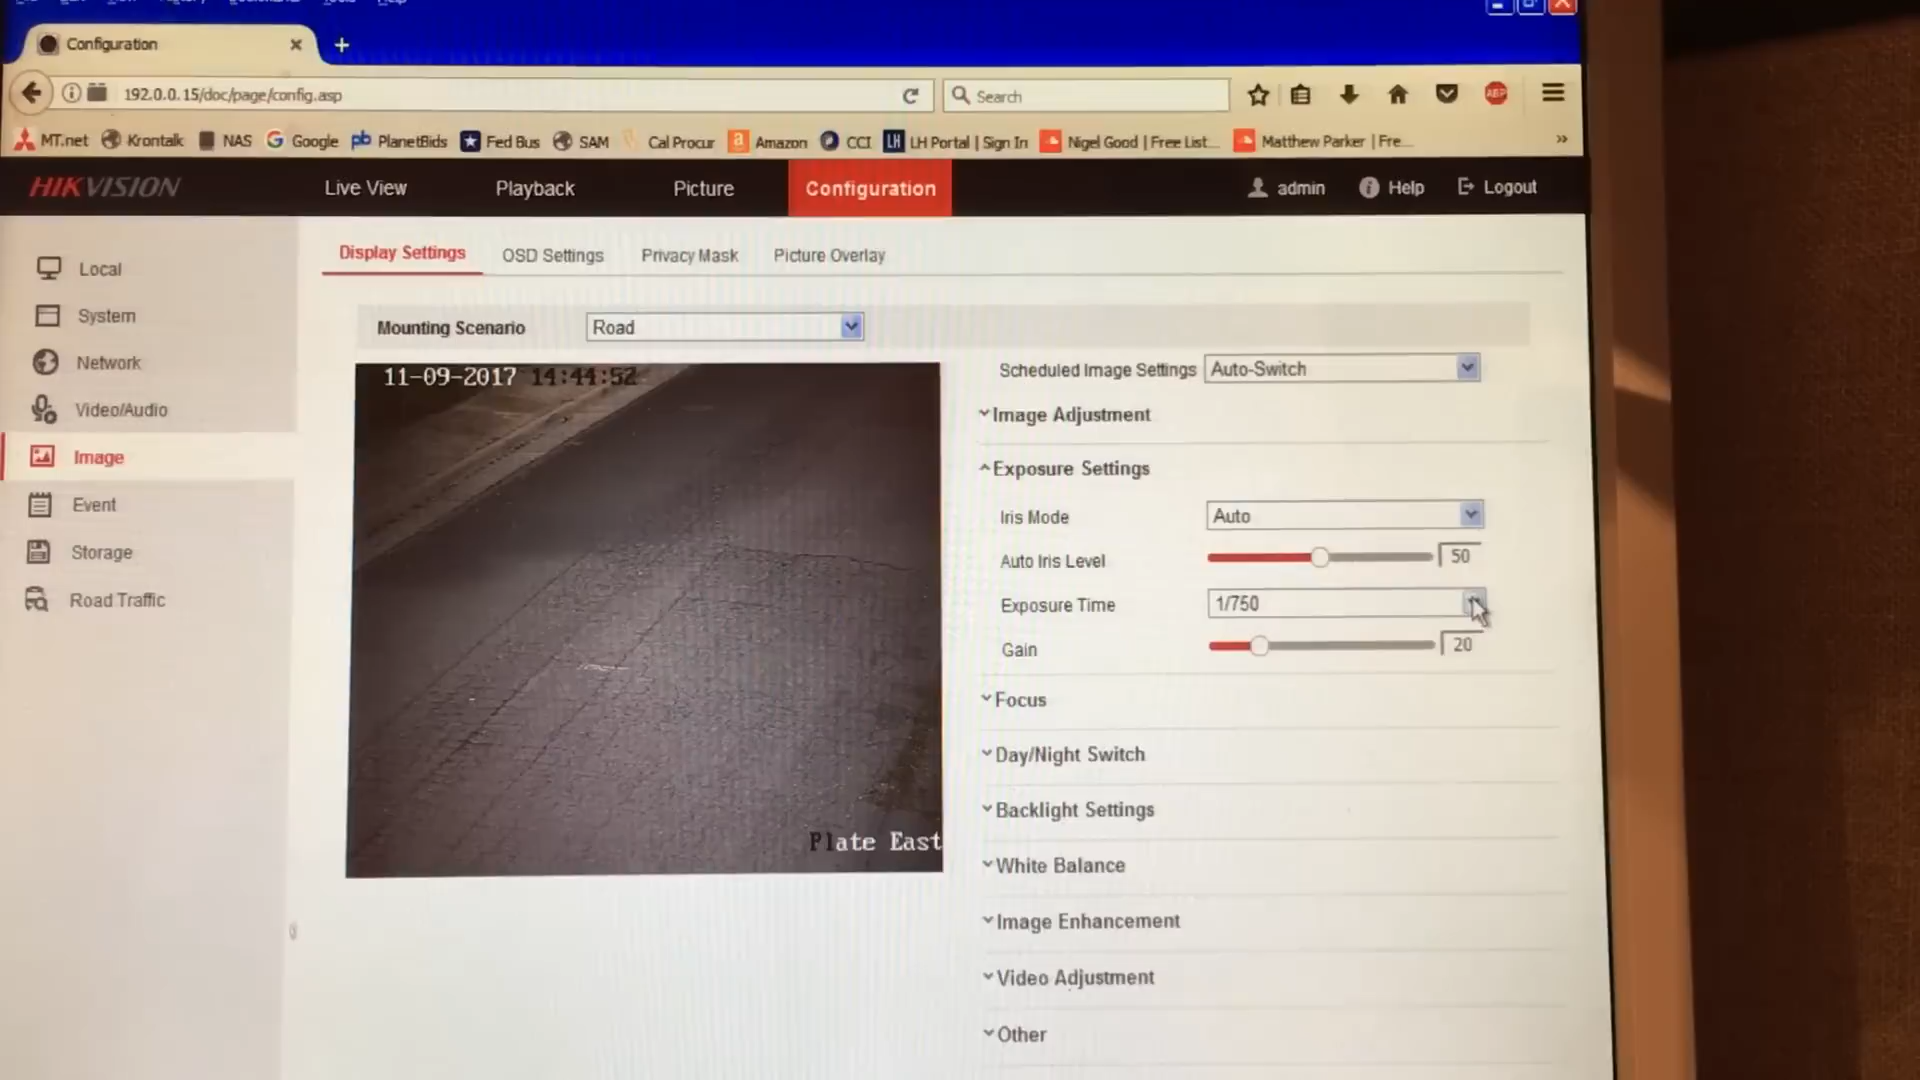 Configuration
192.0.0.15/doc/page/config.asp
Search
ABP
MT.net Krontalk NAS Google PlanetBids Fed Bus SAM Cal Procur Amazon CCI LH Portal | Sign In Nigel Good | Free List... Matthew Parker | Fre... »
HIKVISION Live View Playback Picture Configuration admin Help Logout
Display Settings OSD Settings Privacy Mask Picture Overlay
Local
System
Network
Video/Audio
Image
Event
Storage
Road Traffic
Mounting Scenario Road
11-09-2017 14:44:52
Plate East
Scheduled Image Settings Auto-Switch
Image Adjustment
Exposure Settings
Iris Mode Auto
Auto Iris Level 50
Exposure Time 1/750
Gain 20
Focus
Day/Night Switch
Backlight Settings
White Balance
Image Enhancement
Video Adjustment
Other